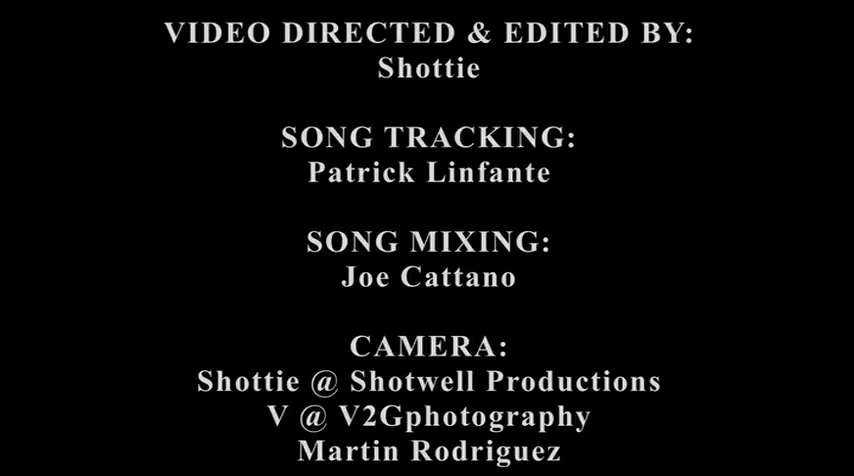 VIDEO DIRECTED & EDITED BY:
Shottie
SONG TRACKING:
Patrick Linfante
SONG MIXING:
Joe Cattano
CAMERA:
Shottie @ Shotwell Productions
V @ V2Gphotography
Martin Rodriguez